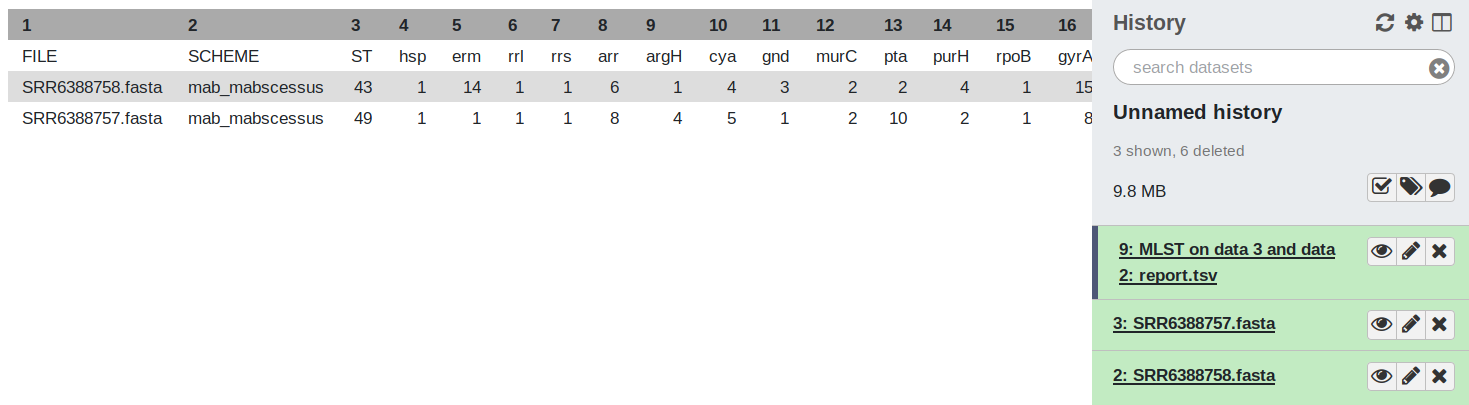 1 2 3 4 5 6 7 8 9 10 11 12 13 14 15 16
FILE SCHEME ST hsp erm rrl rrs arr argH cya gnd murC pta purH rpoB gyrA
SRR6388758.fasta mab_mabscessus 43 1 14 1 1 6 1 4 3 2 2 4 1 15
SRR6388757.fasta mab_mabscessus 49 1 1 1 1 8 4 5 1 2 10 2 1 8
History
search datasets
Unnamed history
3 shown, 6 deleted
9.8 MB
9: MLST on data 3 and data
2: report.tsv
3: SRR6388757.fasta
2: SRR6388758.fasta